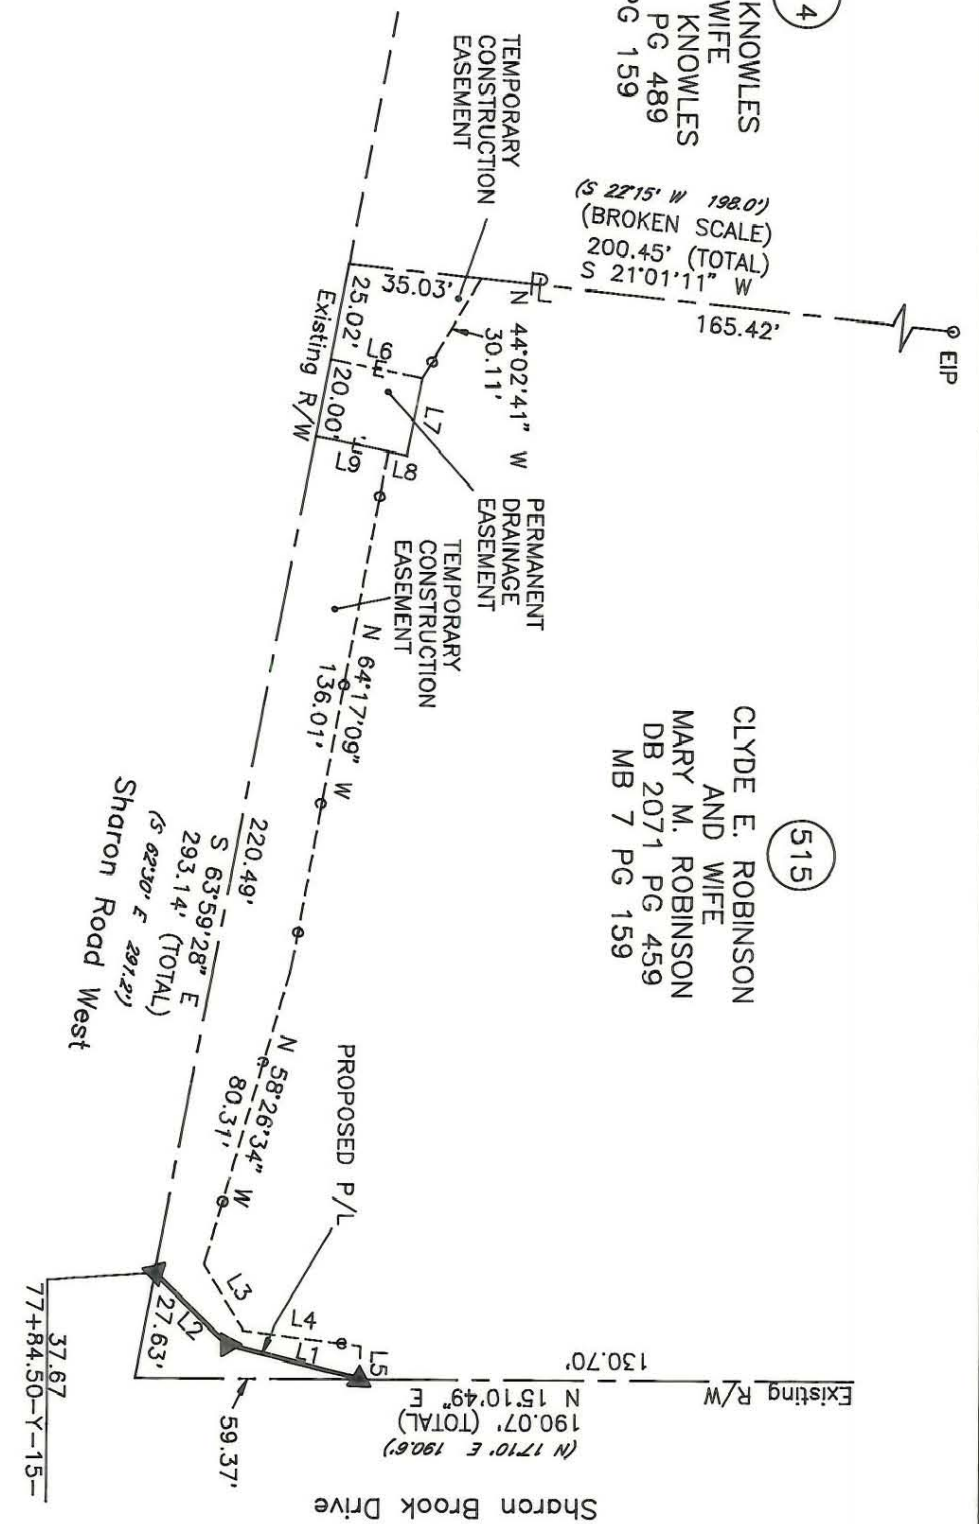 4
KNOWLES
WIFE
KNOWLES
PG 489
PG 159
TEMPORARY
CONSTRUCTION
EASEMENT
(S 22°15' W 198.0')
(BROKEN SCALE)
200.45' (TOTAL)
S 21°01'11" W
165.42'
EIP
PL
35.03'
N 44°02'41" W
30.11'
25.02'
L6
L7
L8
L9
20.00'
Existing R/W
PERMANENT
DRAINAGE
EASEMENT
TEMPORARY
CONSTRUCTION
EASEMENT
N 64°17'09" W
136.01'
515
CLYDE E. ROBINSON
AND WIFE
MARY M. ROBINSON
DB 2071 PG 459
MB 7 PG 159
220.49'
S 63°59'28" E
293.14' (TOTAL)
(S 62°30' E 291.2')
Sharon Road West
N 58°26'34" W
80.31'
PROPOSED P/L
L3
L4
L5
L1
L2
27.63'
59.37'
130.70'
Existing R/W
N 15°10'49" E
190.07' (TOTAL)
(N 17°10' E 190.6')
Sharon Brook Drive
37.67
77+84.50-Y-15-